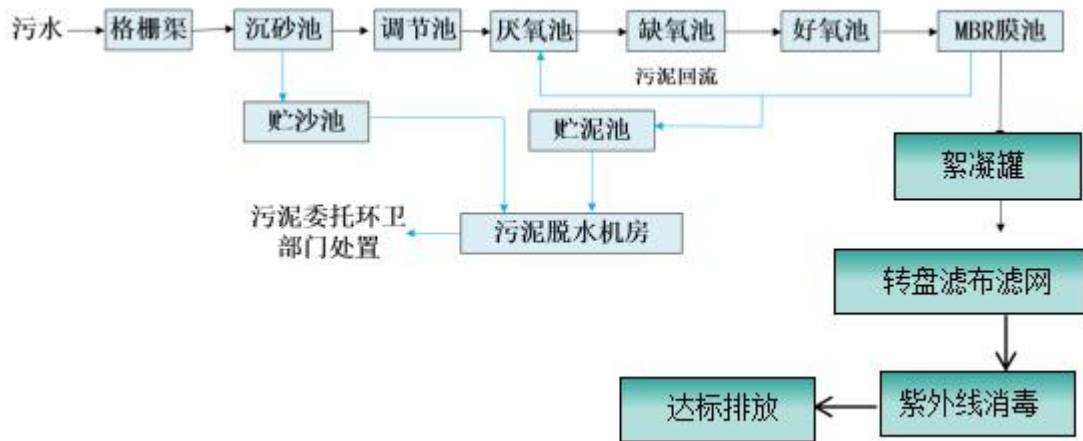 污水
格栅渠
沉砂池
调节池
厌氧池
缺氧池
好氧池
MBR膜池
污泥回流
贮沙池
贮泥池
絮凝罐
污泥委托环卫
部门处置
污泥脱水机房
转盘滤布滤网
达标排放
紫外线消毒